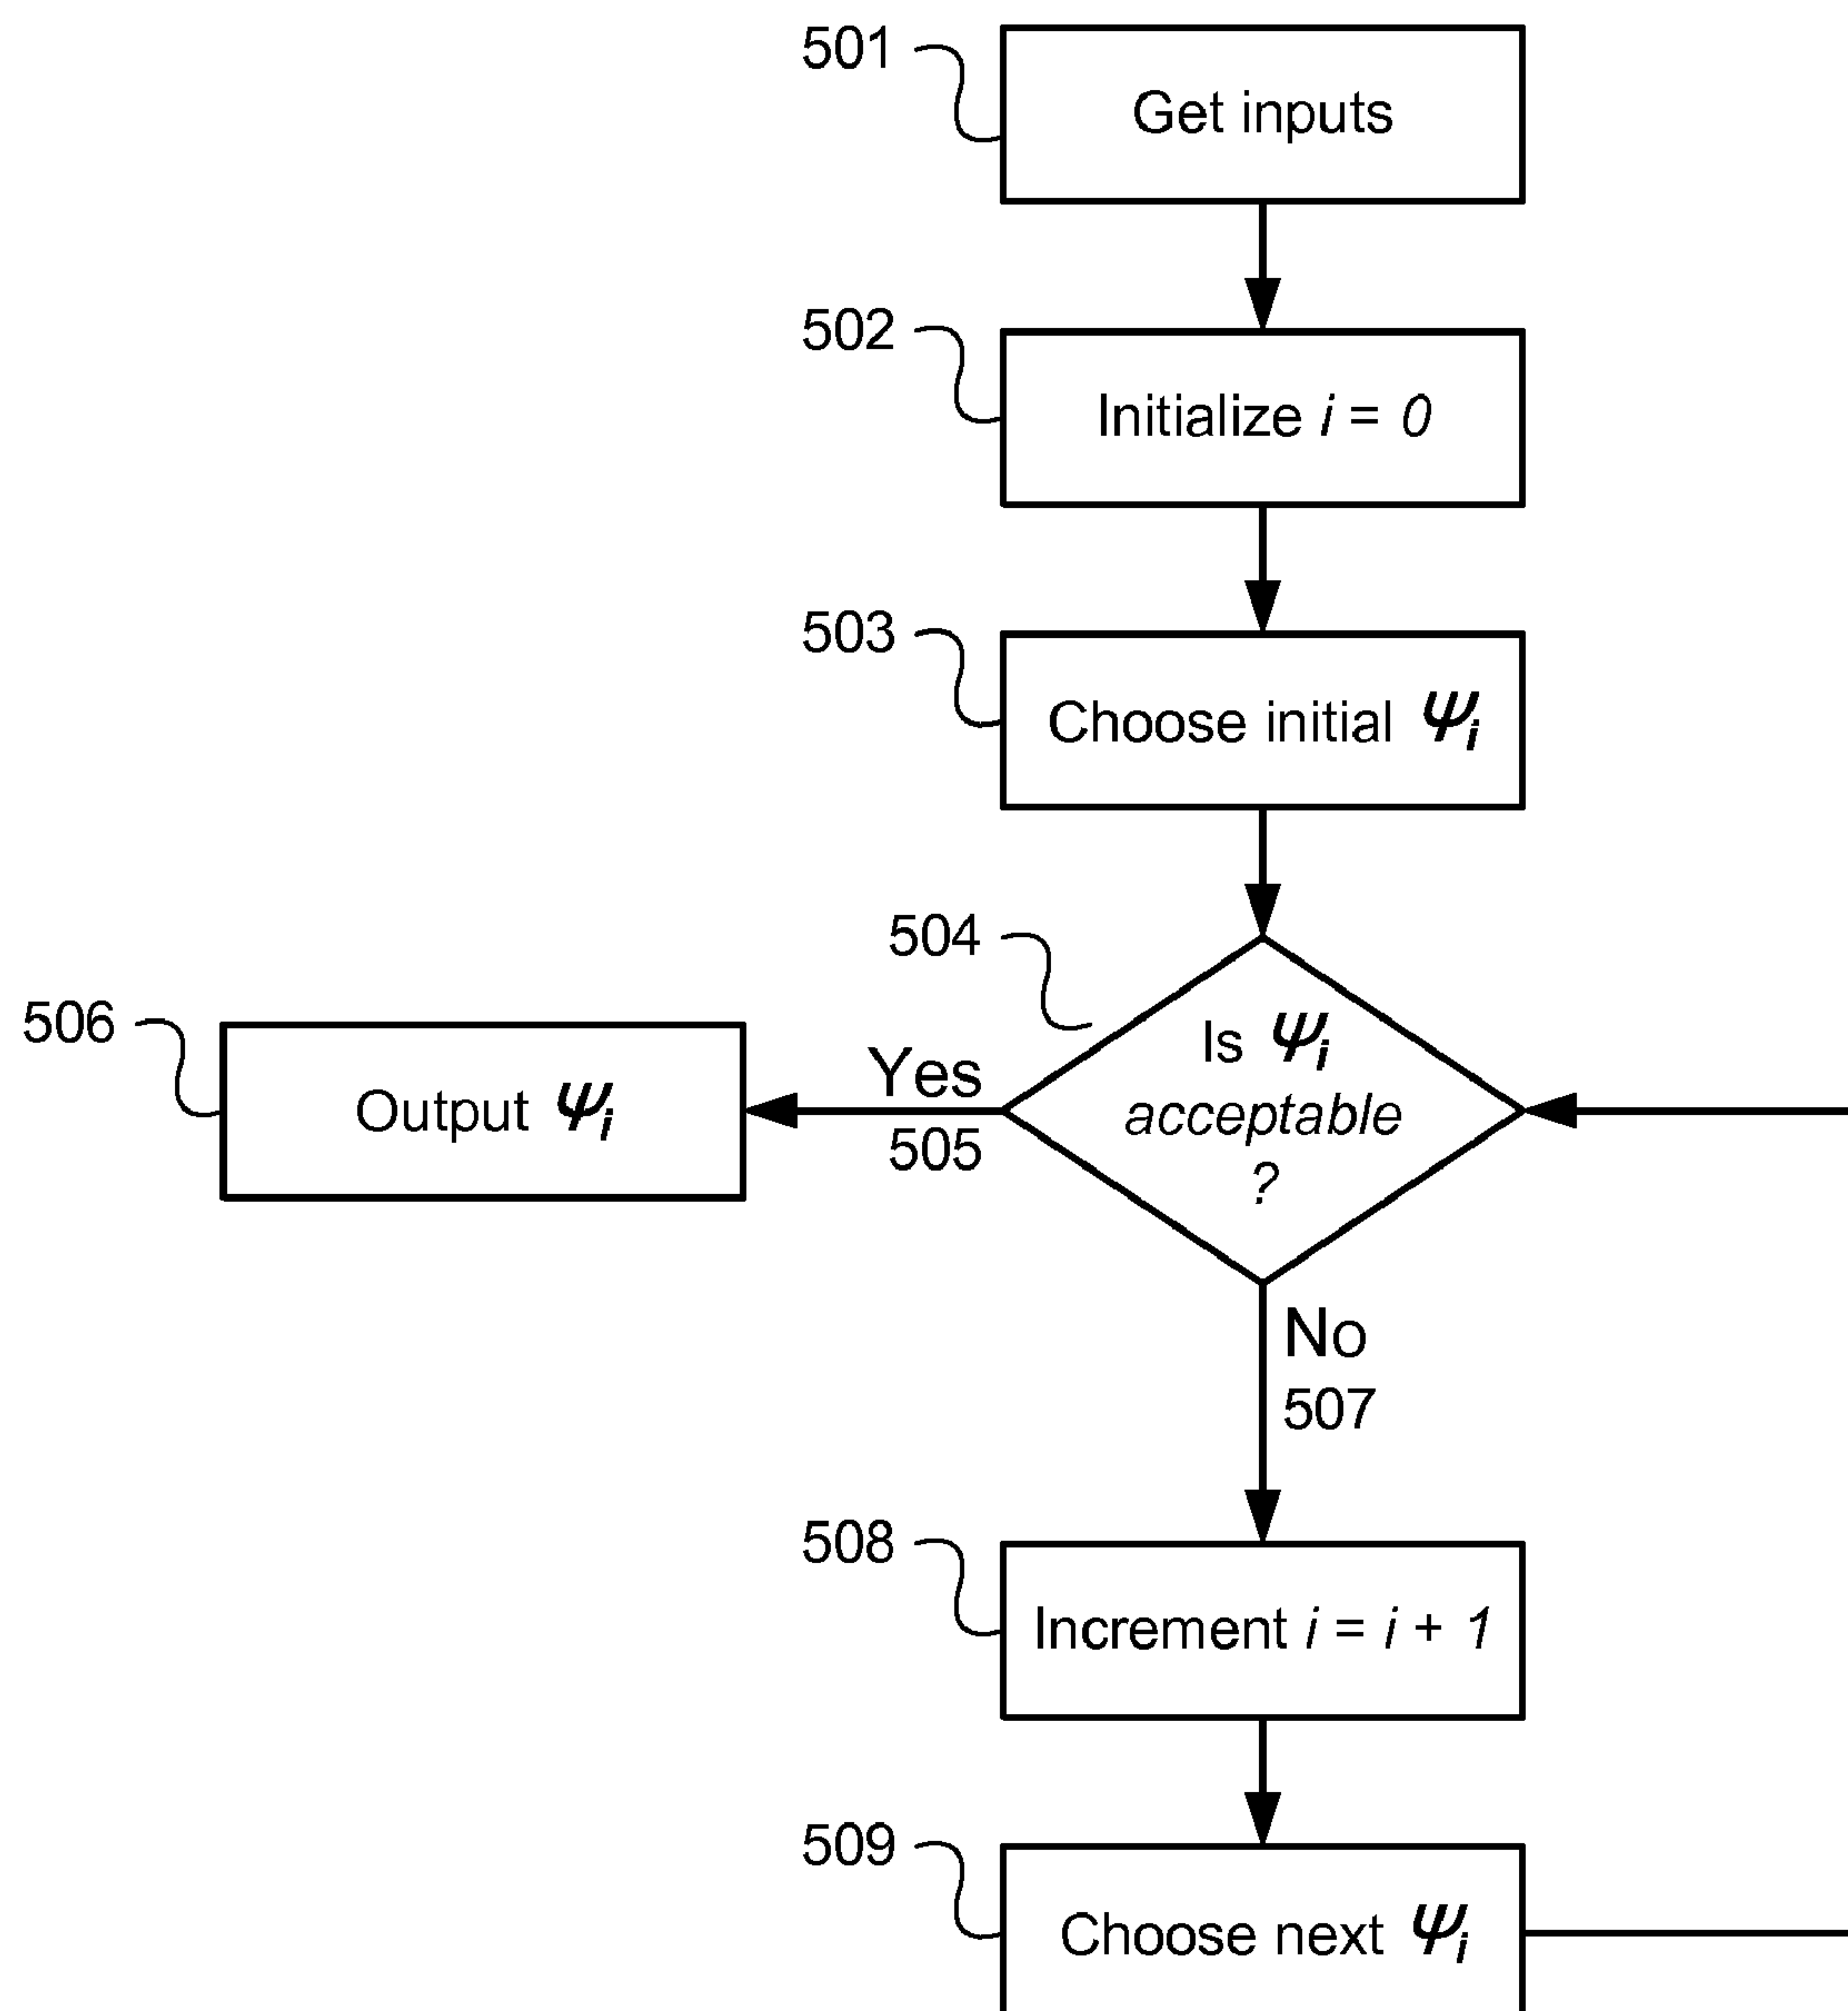 501
Get inputs
502
Initialize i = 0
503
Choose initial Ψi
504
Is Ψi
acceptable
?
506
Output Ψi
Yes
505
No
507
508
Increment i = i + 1
509
Choose next Ψi